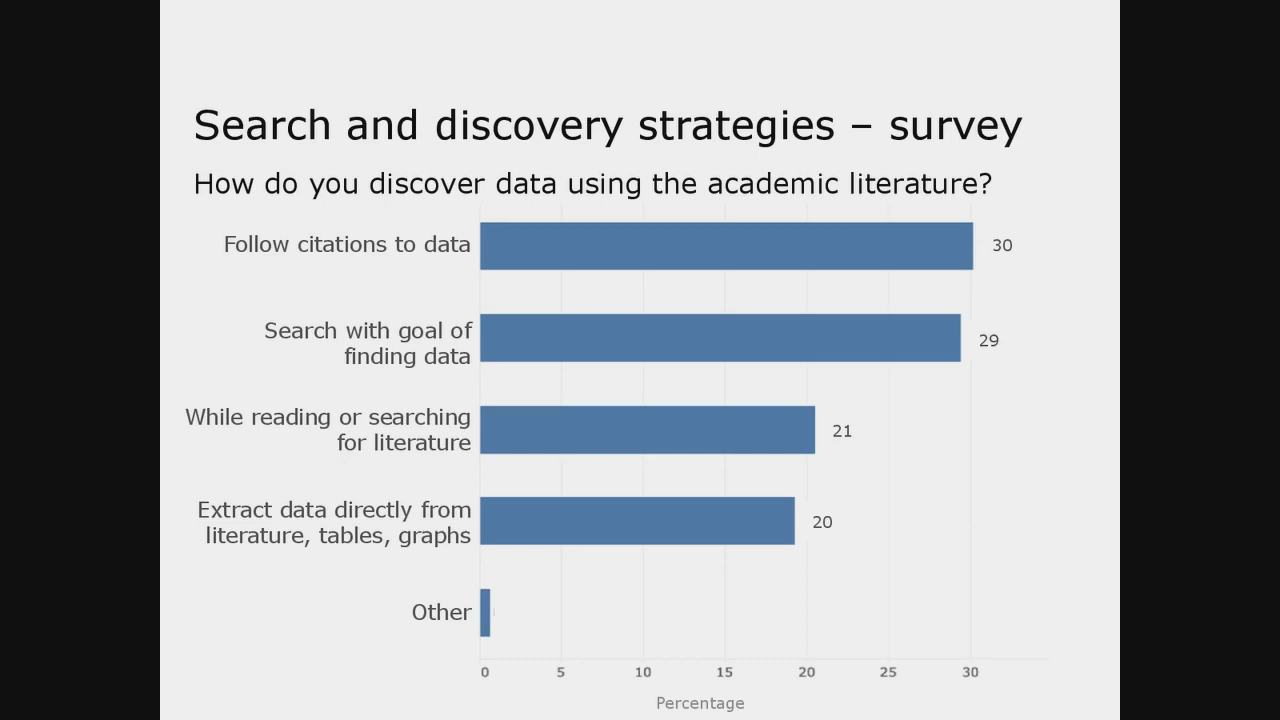 Search and discovery strategies – survey
How do you discover data using the academic literature?
Follow citations to data
30
Search with goal of
finding data
29
While reading or searching
for literature
21
Extract data directly from
literature, tables, graphs
20
Other
0 5 10 15 20 25 30
Percentage